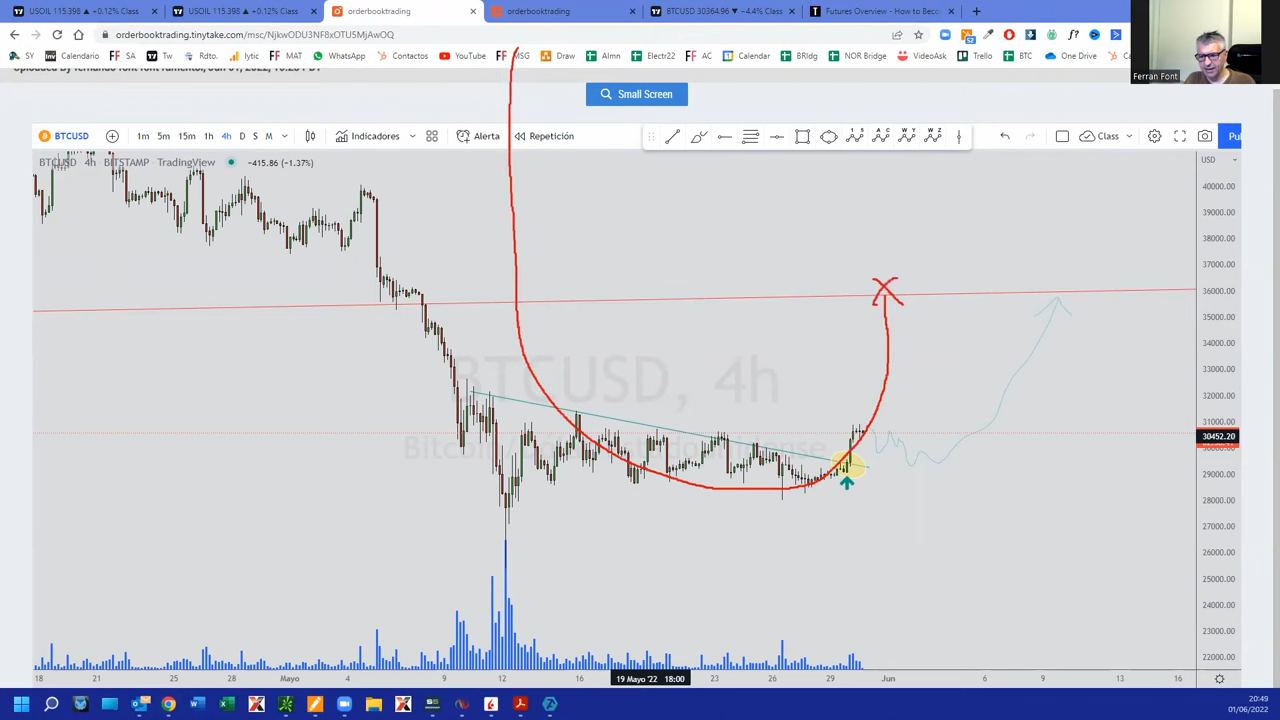 USOIL 115.398 ▲ +0.12% Class
USOIL 115.398 ▲ +0.12% Class
orderbooktrading
orderbooktrading
BTCUSD 30364.96 ▼ −4.4% Class
Futures Overview - How to Beco
orderbooktrading.tinytake.com/msc/NjkwODU3NF8xOTU5MjAwOQ
SY
Calendario
SA
Rdto.
lytic
MAT
WhatsApp
Contactos
YouTube
MSG
Draw
Almn
Electr22
AC
Calendar
BRldg
NOR Bridge
VideoAsk
Trello
BTC
One Drive
Ca
Ferran Font
Small Screen
BTCUSD
1m 5m 15m 1h 4h D S M
Indicadores
Alerta
Repetición
Class
Pul
BTCUSD 4h BITSTAMP TradingView
−415.86 (−1.37%)
USD
40000.00
39000.00
38000.00
37000.00
36000.00
35000.00
34000.00
33000.00
32000.00
31000.00
30452.20
29000.00
28000.00
27000.00
26000.00
25000.00
24000.00
23000.00
22000.00
BTCUSD, 4h
18 21 25 27 Mayo 4 9 12 16 19 Mayo '22 18:00 23 26 29 Jun 6 9 13 16
20:49
01/06/2022